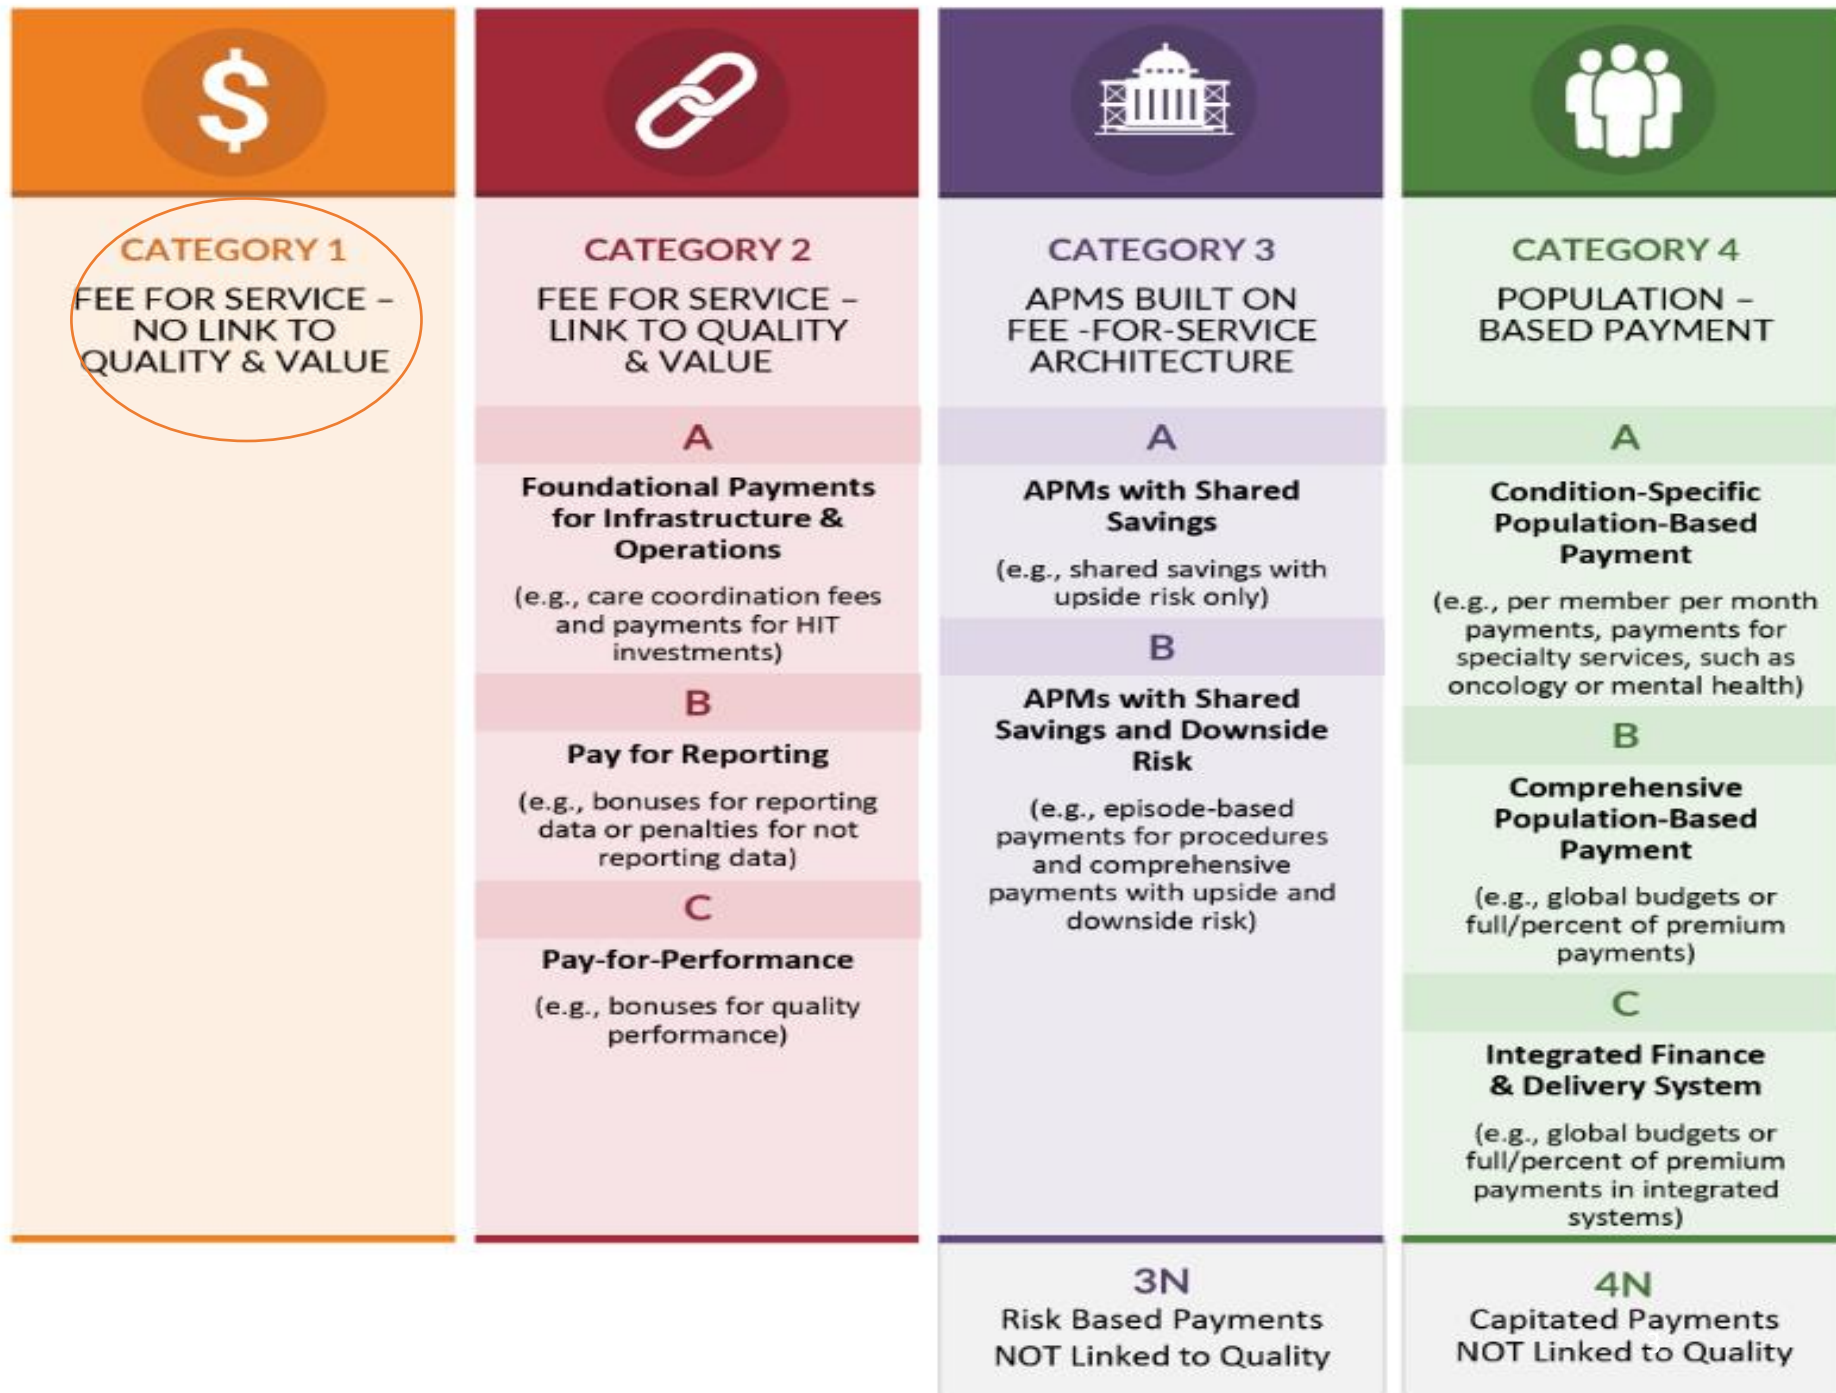 $
CATEGORY 1
FEE FOR SERVICE –
NO LINK TO
QUALITY & VALUE
CATEGORY 2
FEE FOR SERVICE –
LINK TO QUALITY
& VALUE
A
Foundational Payments
for Infrastructure &
Operations
(e.g., care coordination fees
and payments for HIT
investments)
B
Pay for Reporting
(e.g., bonuses for reporting
data or penalties for not
reporting data)
C
Pay-for-Performance
(e.g., bonuses for quality
performance)
CATEGORY 3
APMS BUILT ON
FEE -FOR-SERVICE
ARCHITECTURE
A
APMs with Shared
Savings
(e.g., shared savings with
upside risk only)
B
APMs with Shared
Savings and Downside
Risk
(e.g., episode-based
payments for procedures
and comprehensive
payments with upside and
downside risk)
3N
Risk Based Payments
NOT Linked to Quality
CATEGORY 4
POPULATION –
BASED PAYMENT
A
Condition-Specific
Population-Based
Payment
(e.g., per member per month
payments, payments for
specialty services, such as
oncology or mental health)
B
Comprehensive
Population-Based
Payment
(e.g., global budgets or
full/percent of premium
payments)
C
Integrated Finance
& Delivery System
(e.g., global budgets or
full/percent of premium
payments in integrated
systems)
4N
Capitated Payments
NOT Linked to Quality